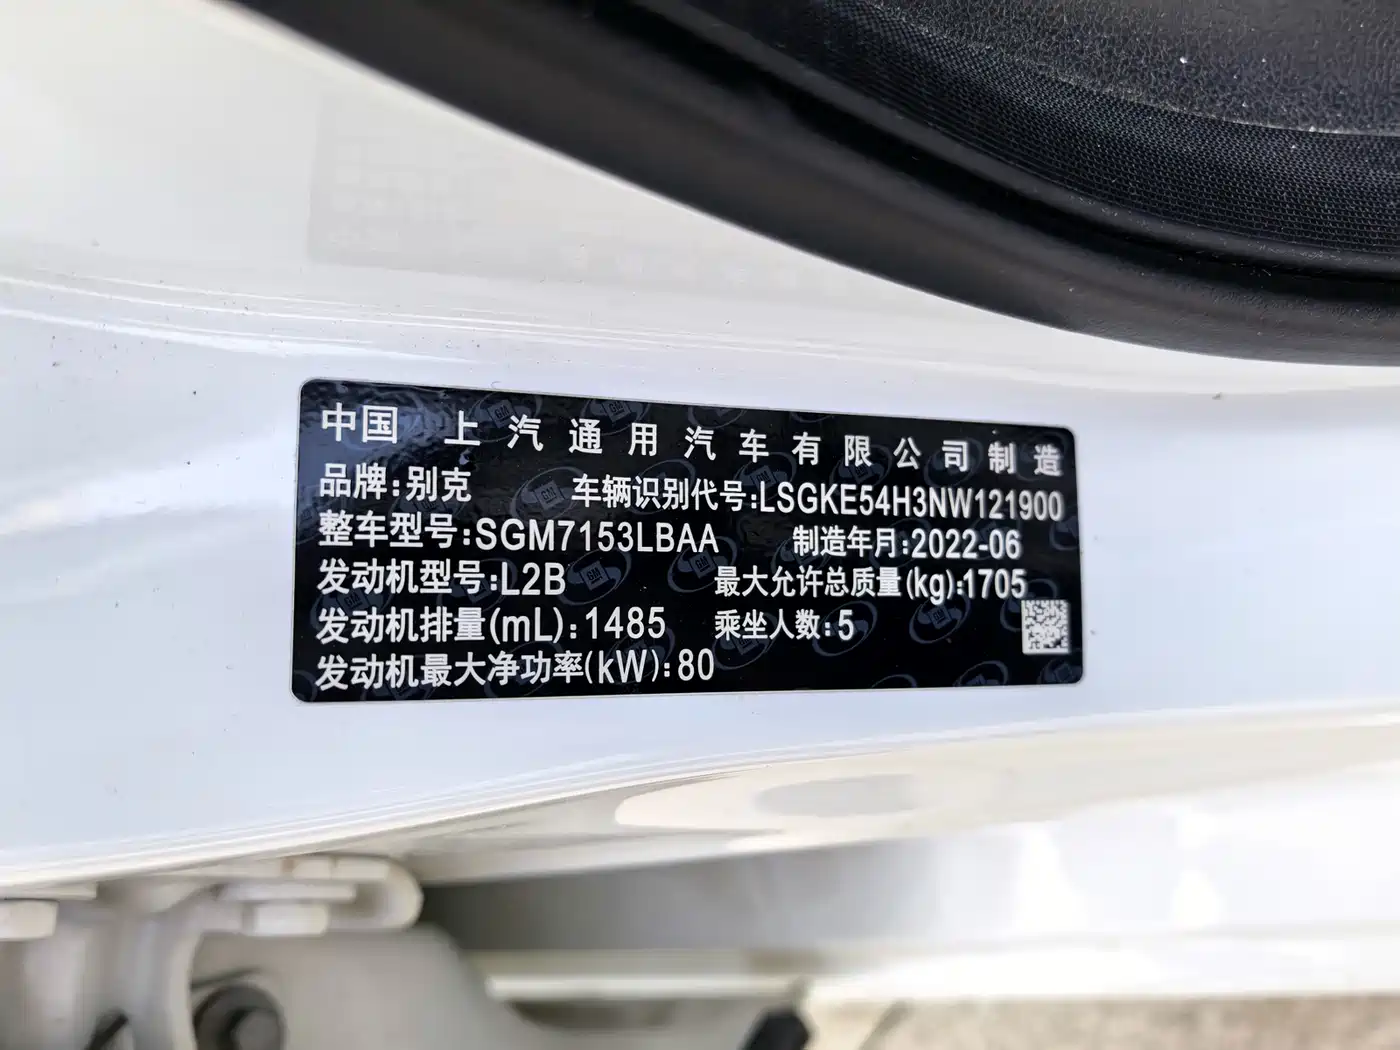 中国 上汽通用汽车有限公司制造
品牌:别克 车辆识别代号:LSGKE54H3NW121900
整车型号:SGM7153LBAA 制造年月:2022-06
发动机型号:L2B 最大允许总质量(kg):1705
发动机排量(mL):1485 乘坐人数:5
发动机最大净功率(kW):80